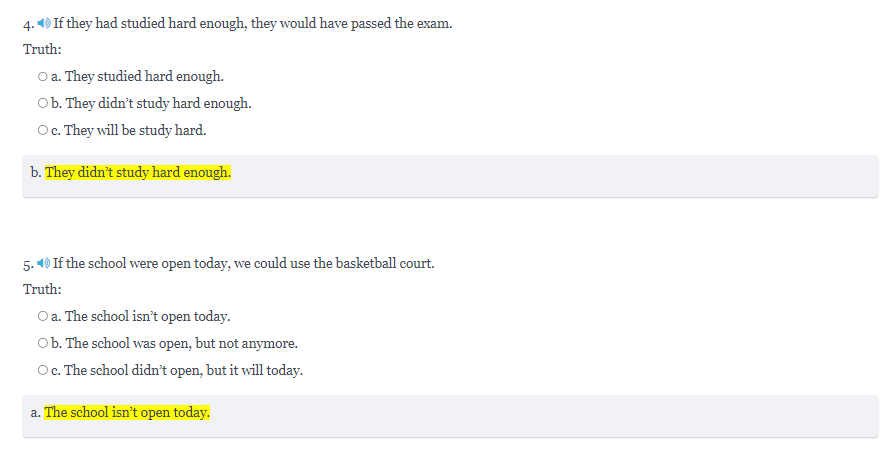 4. If they had studied hard enough, they would have passed the exam.
Truth:
a. They studied hard enough.
b. They didn’t study hard enough.
c. They will be study hard.
b. They didn’t study hard enough.
5. If the school were open today, we could use the basketball court.
Truth:
a. The school isn’t open today.
b. The school was open, but not anymore.
c. The school didn’t open, but it will today.
a. The school isn’t open today.